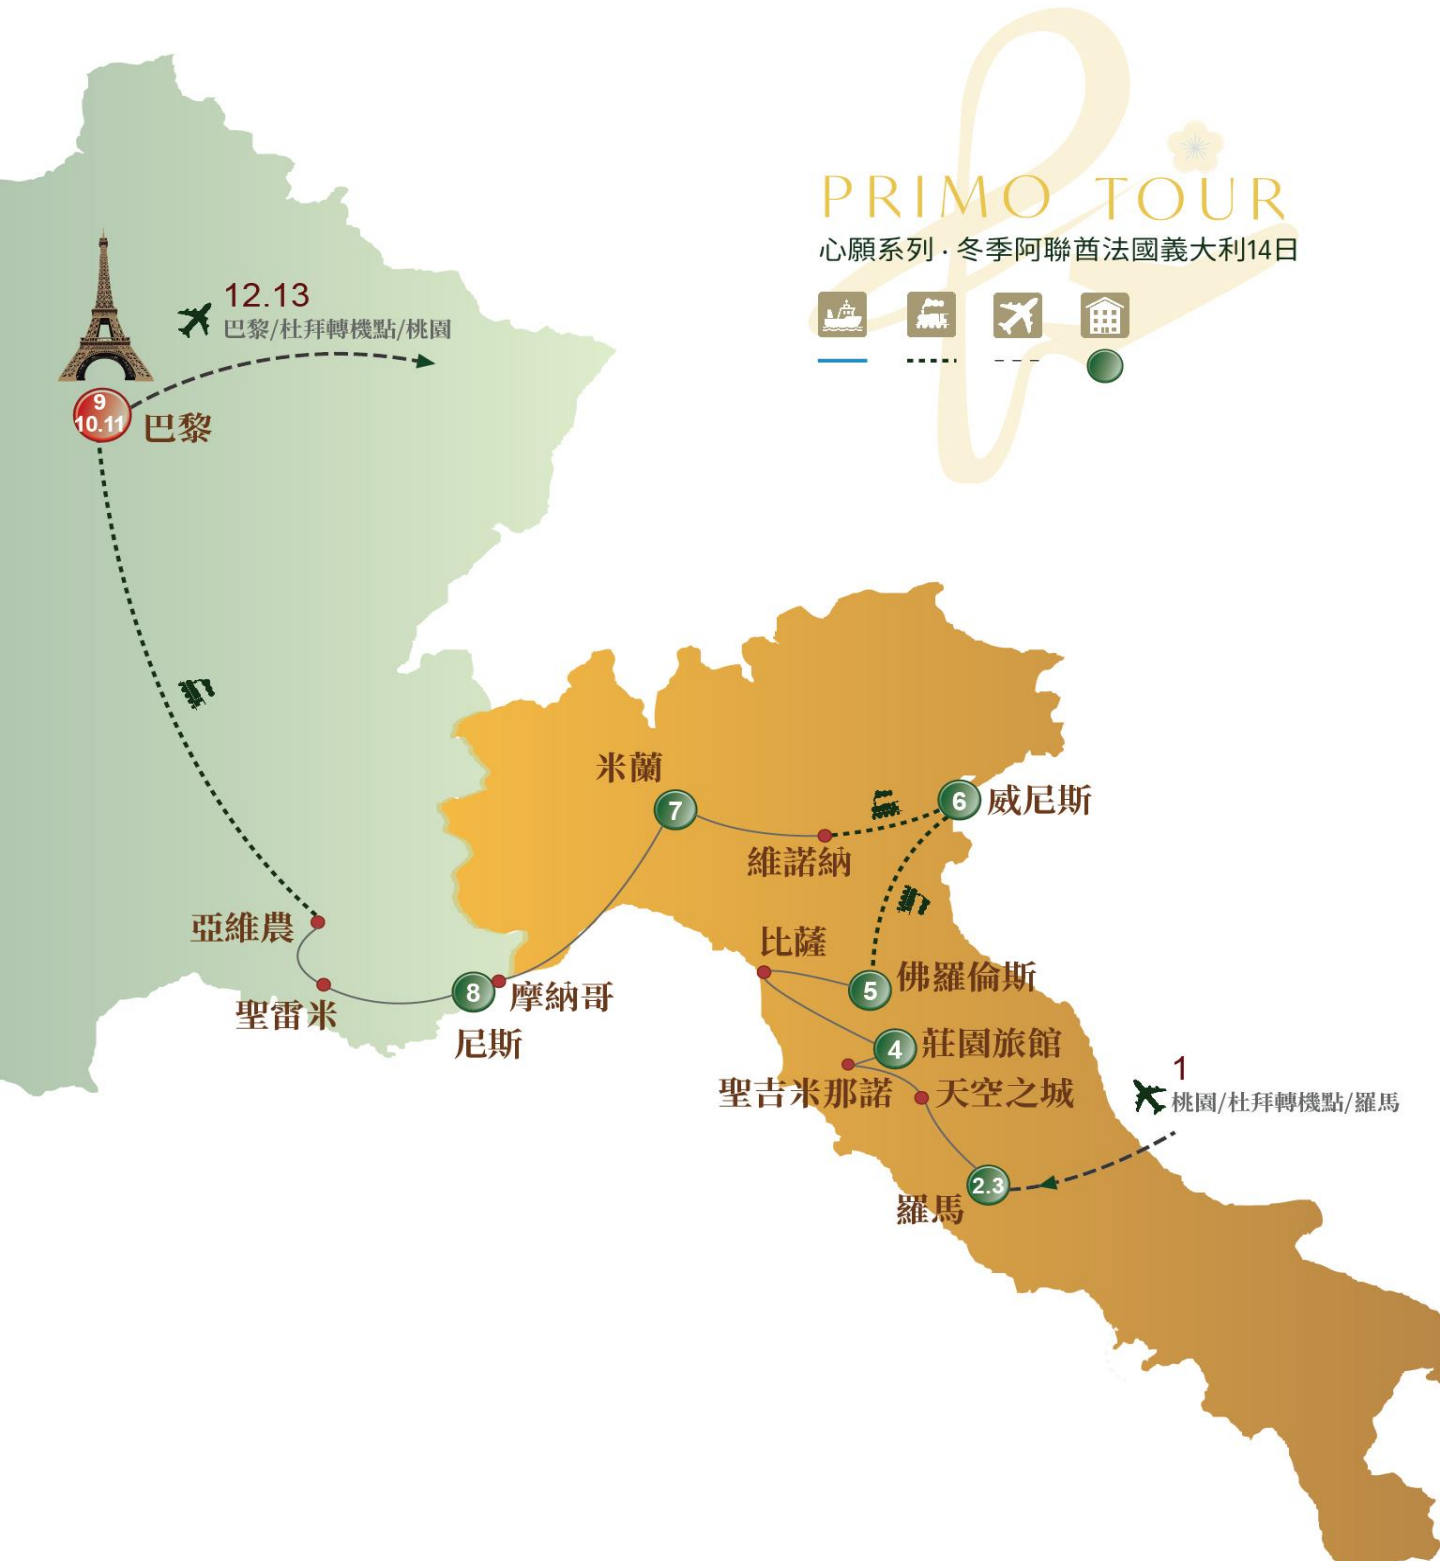 PRIMO TOUR
心願系列 · 冬季阿聯酋法國義大利14日
12.13
巴黎/杜拜轉機點/桃園
9
10.11
巴黎
米蘭
7
6
威尼斯
維諾納
亞維農
比薩
佛羅倫斯
5
8
摩納哥
聖雷米
尼斯
4
莊園旅館
聖吉米那諾
天空之城
1
桃園/杜拜轉機點/羅馬
2.3
羅馬